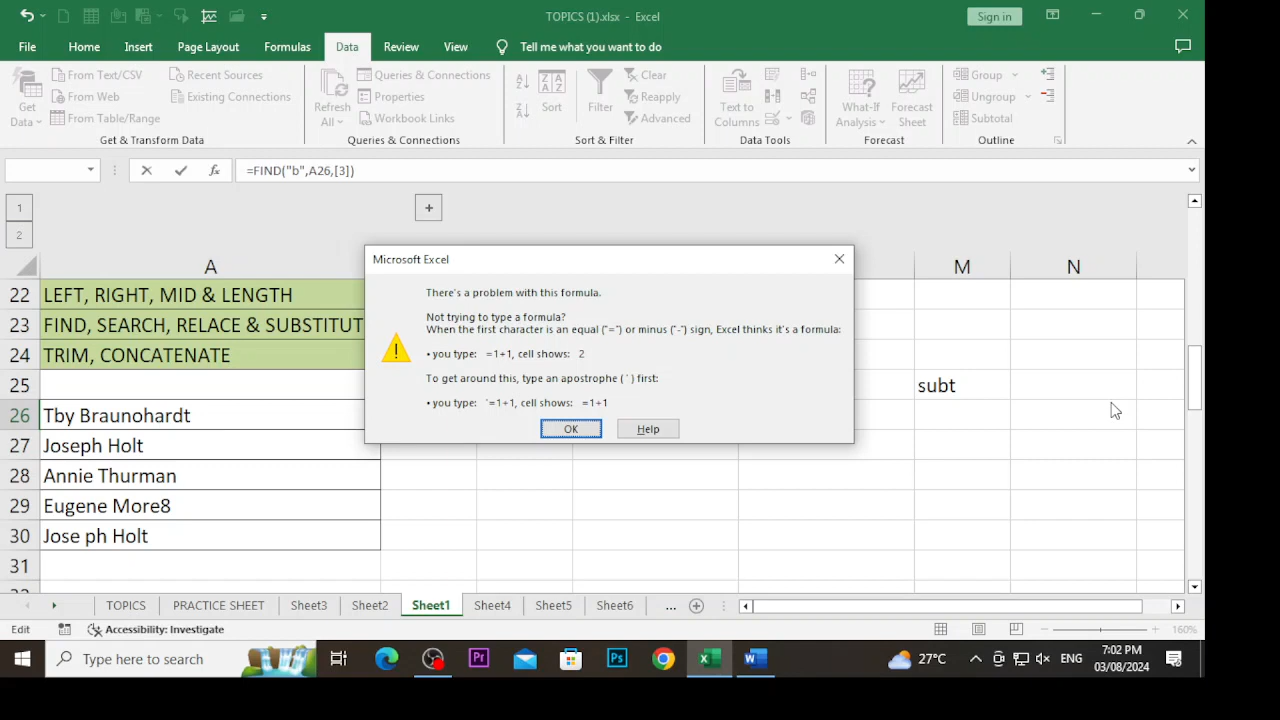 TOPICS (1).xlsx - Excel
Sign in
File Home Insert Page Layout Formulas Data Review View Tell me what you want to do
Get Data
From Text/CSV
From Web
From Table/Range
Recent Sources
Existing Connections
Get & Transform Data
Refresh All
Queries & Connections
Properties
Workbook Links
Queries & Connections
Sort
Filter
Clear
Reapply
Advanced
Sort & Filter
Text to Columns
Data Tools
What-If Analysis
Forecast Sheet
Forecast
Group
Ungroup
Subtotal
Outline
fx =FIND("b",A26,[3])
1
2
+
A M N
22 LEFT, RIGHT, MID & LENGTH
23 FIND, SEARCH, RELACE & SUBSTITUT
24 TRIM, CONCATENATE
25 subt
26 Tby Braunohardt
27 Joseph Holt
28 Annie Thurman
29 Eugene More8
30 Jose ph Holt
31
Microsoft Excel
There's a problem with this formula.
Not trying to type a formula?
When the first character is an equal ("=") or minus ("-") sign, Excel thinks it's a formula:
• you type: =1+1, cell shows: 2
To get around this, type an apostrophe ( ' ) first:
• you type: '=1+1, cell shows: =1+1
OK Help
TOPICS PRACTICE SHEET Sheet3 Sheet2 Sheet1 Sheet4 Sheet5 Sheet6 ...
Edit Accessibility: Investigate 160%
Type here to search
Pr
Ps
27°C
ENG
7:02 PM
03/08/2024